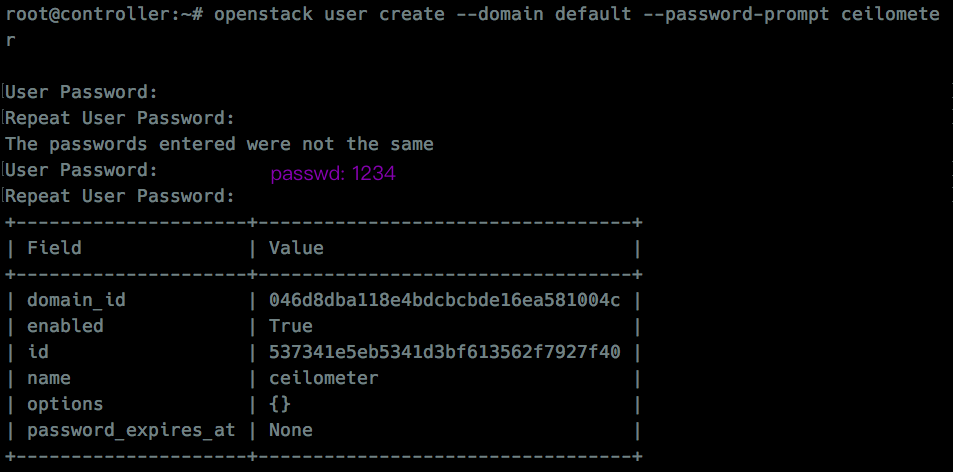 root@controller:~# openstack user create --domain default --password-prompt ceilomete
r
User Password:
Repeat User Password:
The passwords entered were not the same
User Password:
passwd: 1234
Repeat User Password:
+---------------------+----------------------------------+
| Field               | Value                            |
+---------------------+----------------------------------+
| domain_id           | 046d8dba118e4bdcbcbde16ea581004c |
| enabled             | True                             |
| id                  | 537341e5eb5341d3bf613562f7927f40 |
| name                | ceilometer                       |
| options             | {}                               |
| password_expires_at | None                             |
+---------------------+----------------------------------+